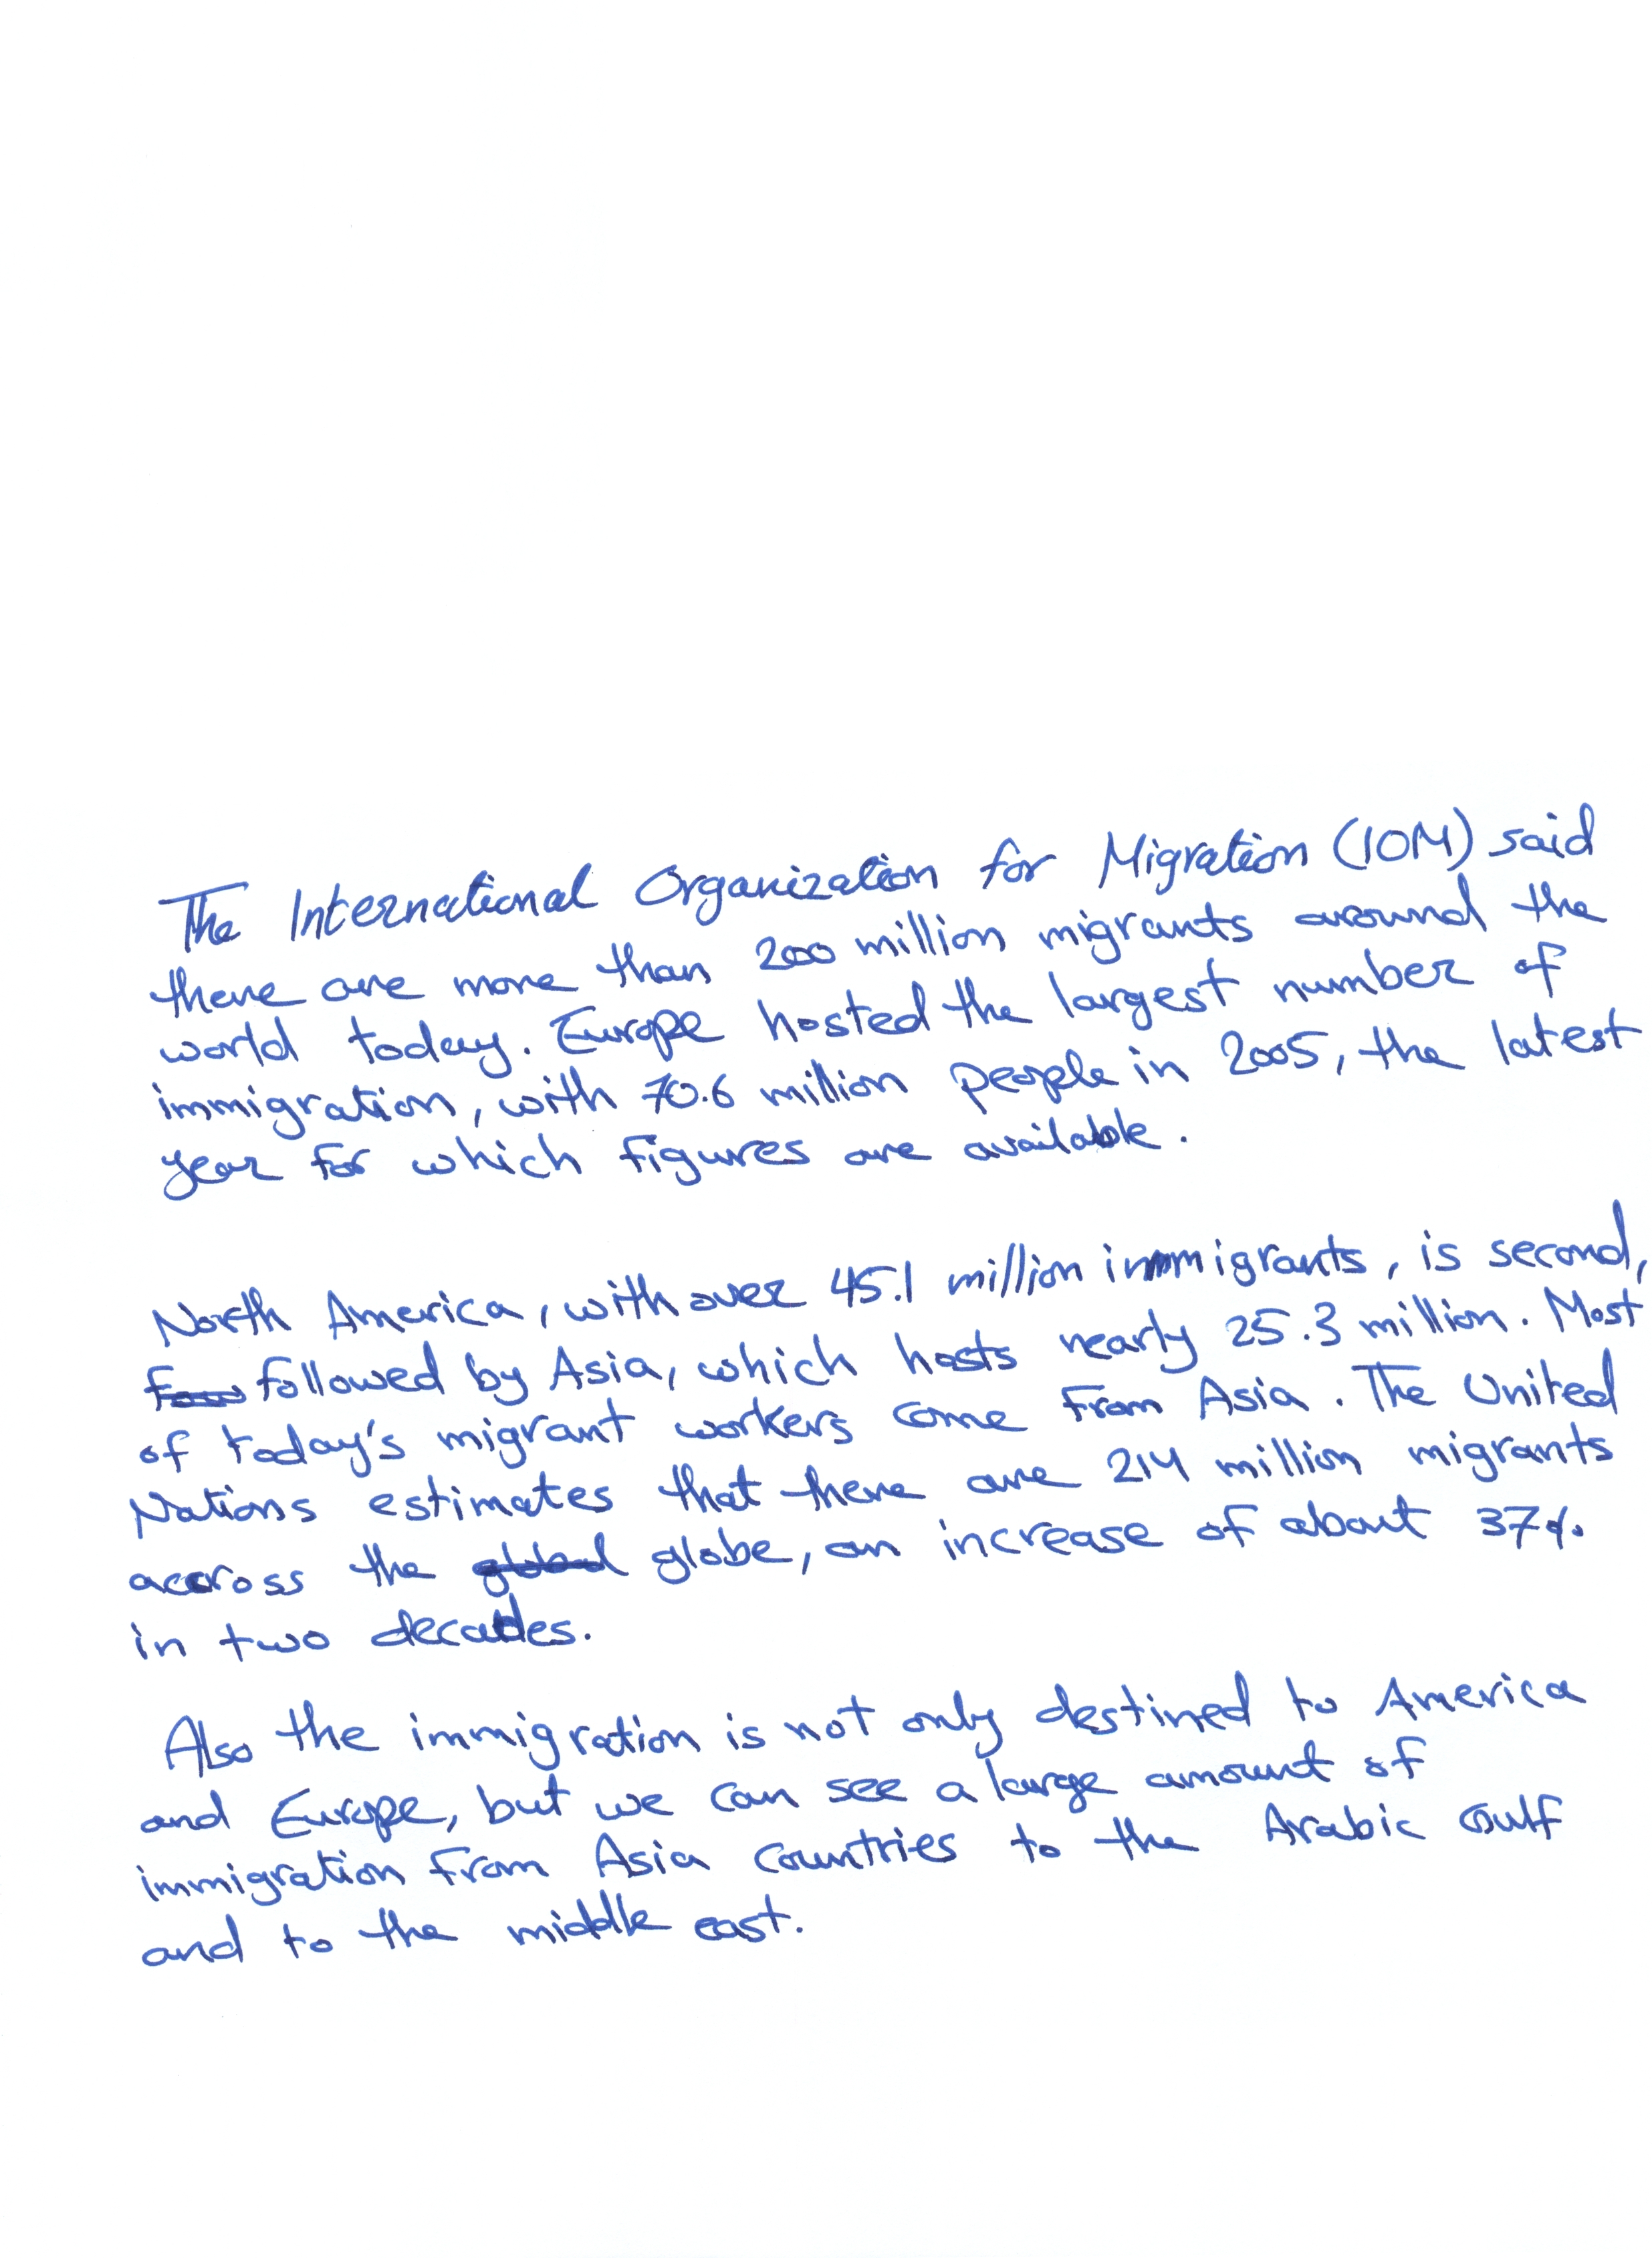 The International Organization for Migration (IOM) said
there are more than 200 million migrants around the
world today. Europe hosted the largest number of
immigration, with 70.6 million people in 2005, the latest
year for which figures are available.
North America, with over 45.1 million immigrants, is second,
followed by Asia, which hosts nearly 25.3 million. Most
of today's migrant workers come from Asia. The United
Nations estimates that there are 214 million migrants
accross the globe, an increase of about 37%
in two decades.
Also the immigration is not only destined to America
and Europe, but we can see a large amount of
immigration from Asia countries to the Arabic Gulf
and to the middle east.